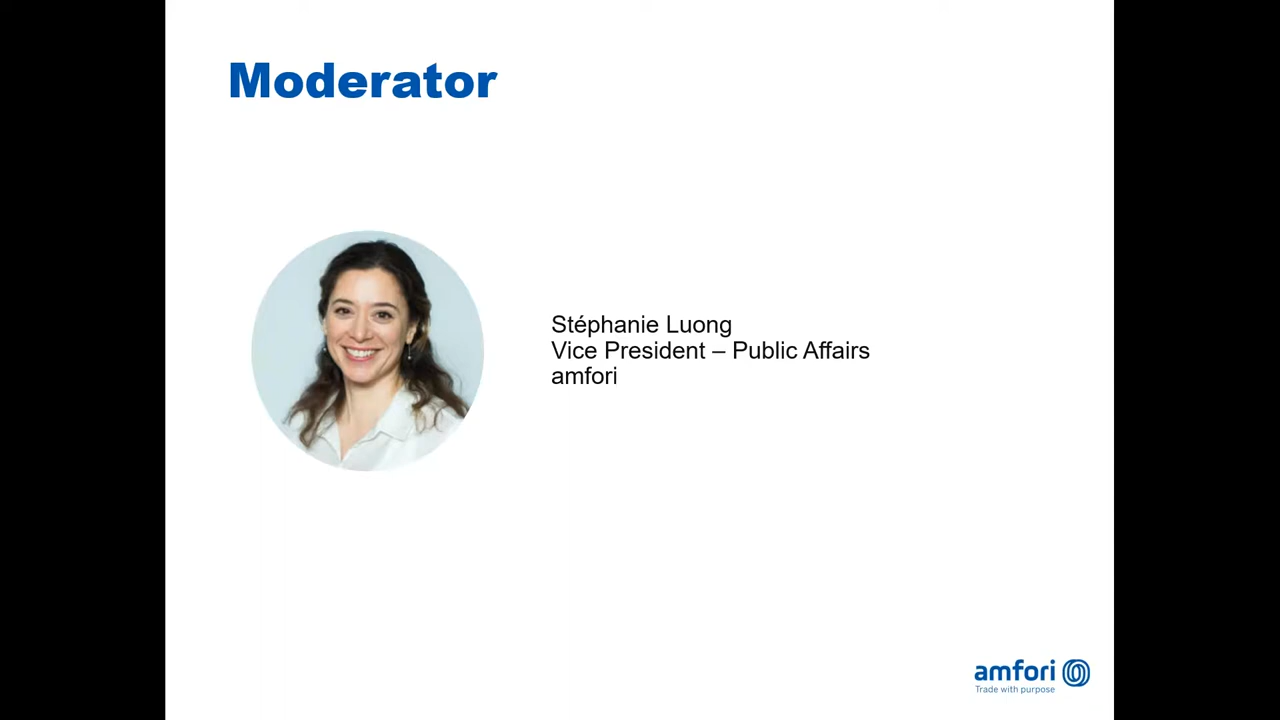 Moderator
Stéphanie Luong
Vice President – Public Affairs
amfori
amfori
Trade with purpose